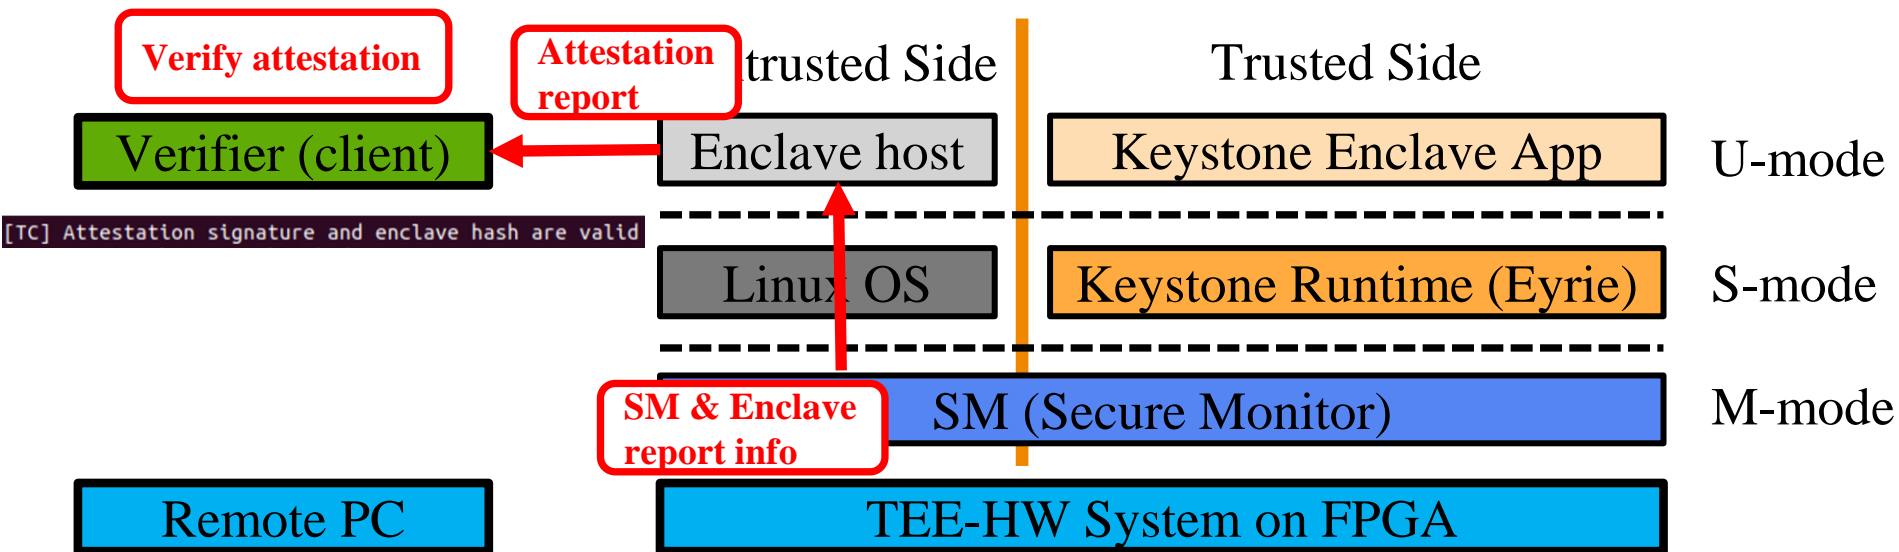 Verify attestation
Attestation
report
trusted Side
Trusted Side
Verifier (client)
Enclave host
Keystone Enclave App
U-mode
[TC] Attestation signature and enclave hash are valid
Linux OS
Keystone Runtime (Eyrie)
S-mode
SM & Enclave
report info
SM (Secure Monitor)
M-mode
Remote PC
TEE-HW System on FPGA